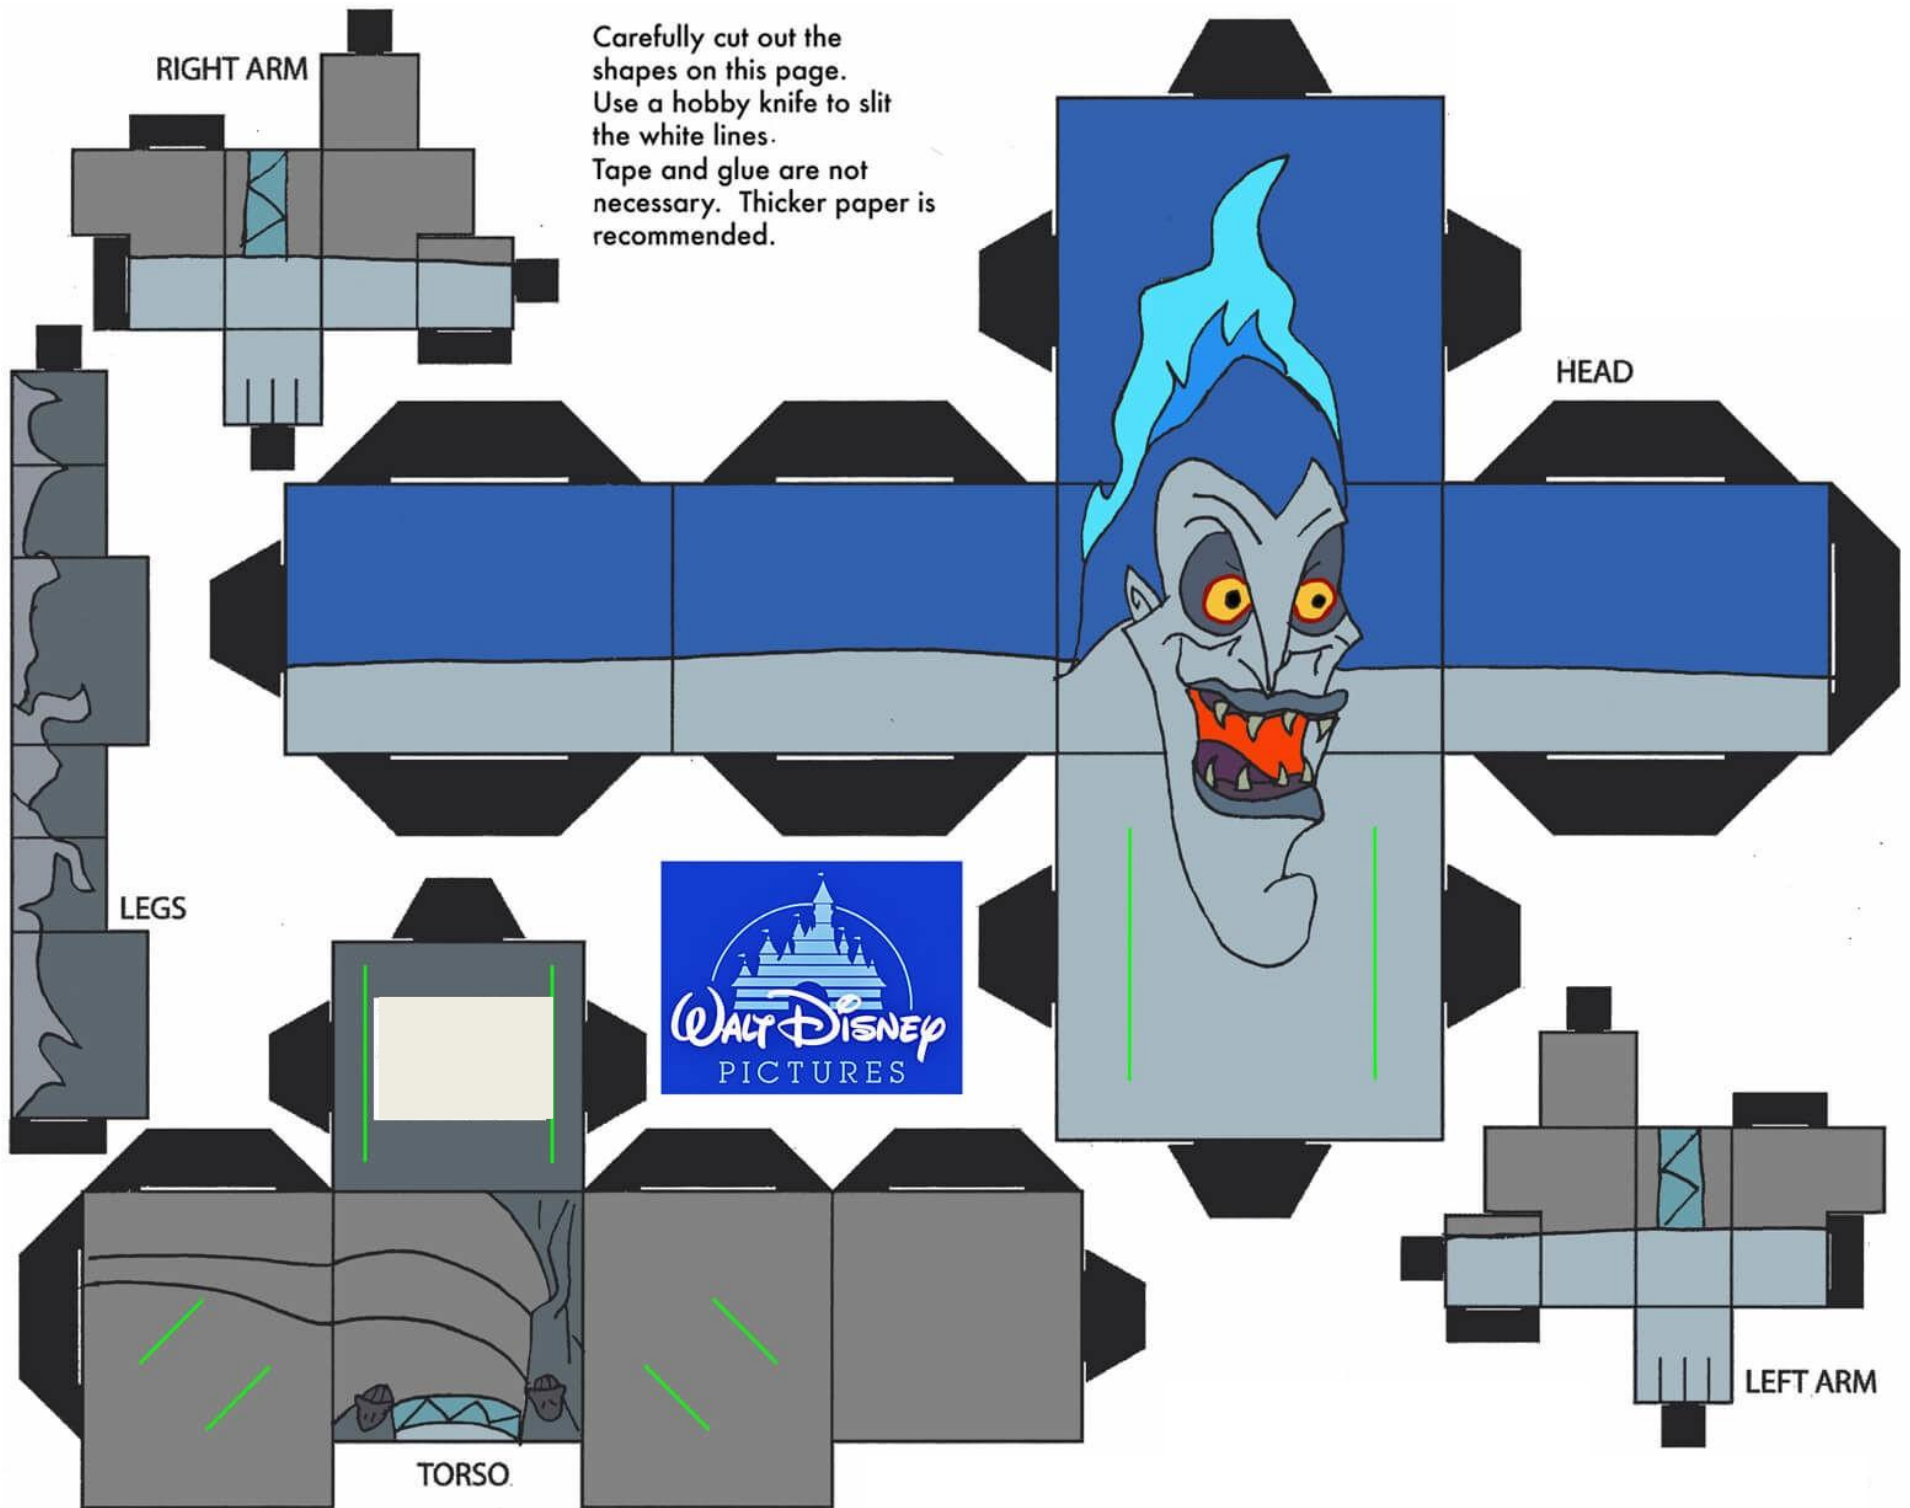 RIGHT ARM
Carefully cut out the
shapes on this page.
Use a hobby knife to slit
the white lines.
Tape and glue are not
necessary. Thicker paper is
recommended.
HEAD
LEGS
WALT DISNEY
PICTURES
LEFT ARM
TORSO